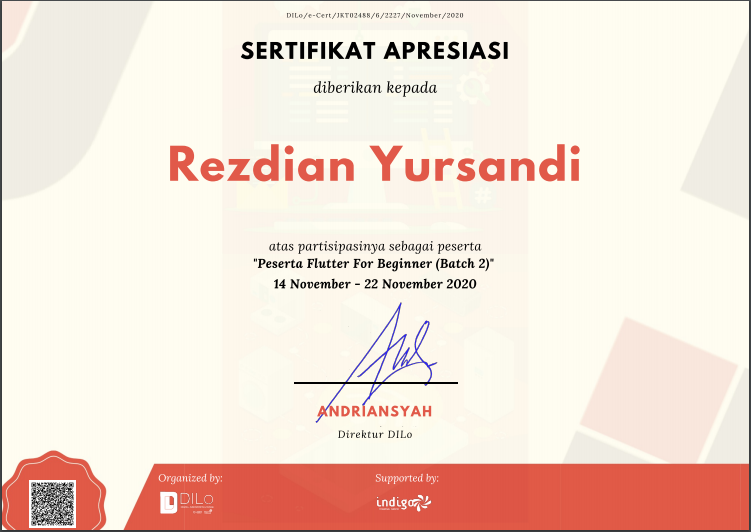 DILo/e-Cert/JKT02488/6/2227/November/2020
SERTIFIKAT APRESIASI
diberikan kepada
Rezdian Yursandi
atas partisipasinya sebagai peserta
"Peserta Flutter For Beginner (Batch 2)"
14 November - 22 November 2020
ANDRIANSYAH
Direktur DILo
Organized by:
Supported by:
DILo
indigo